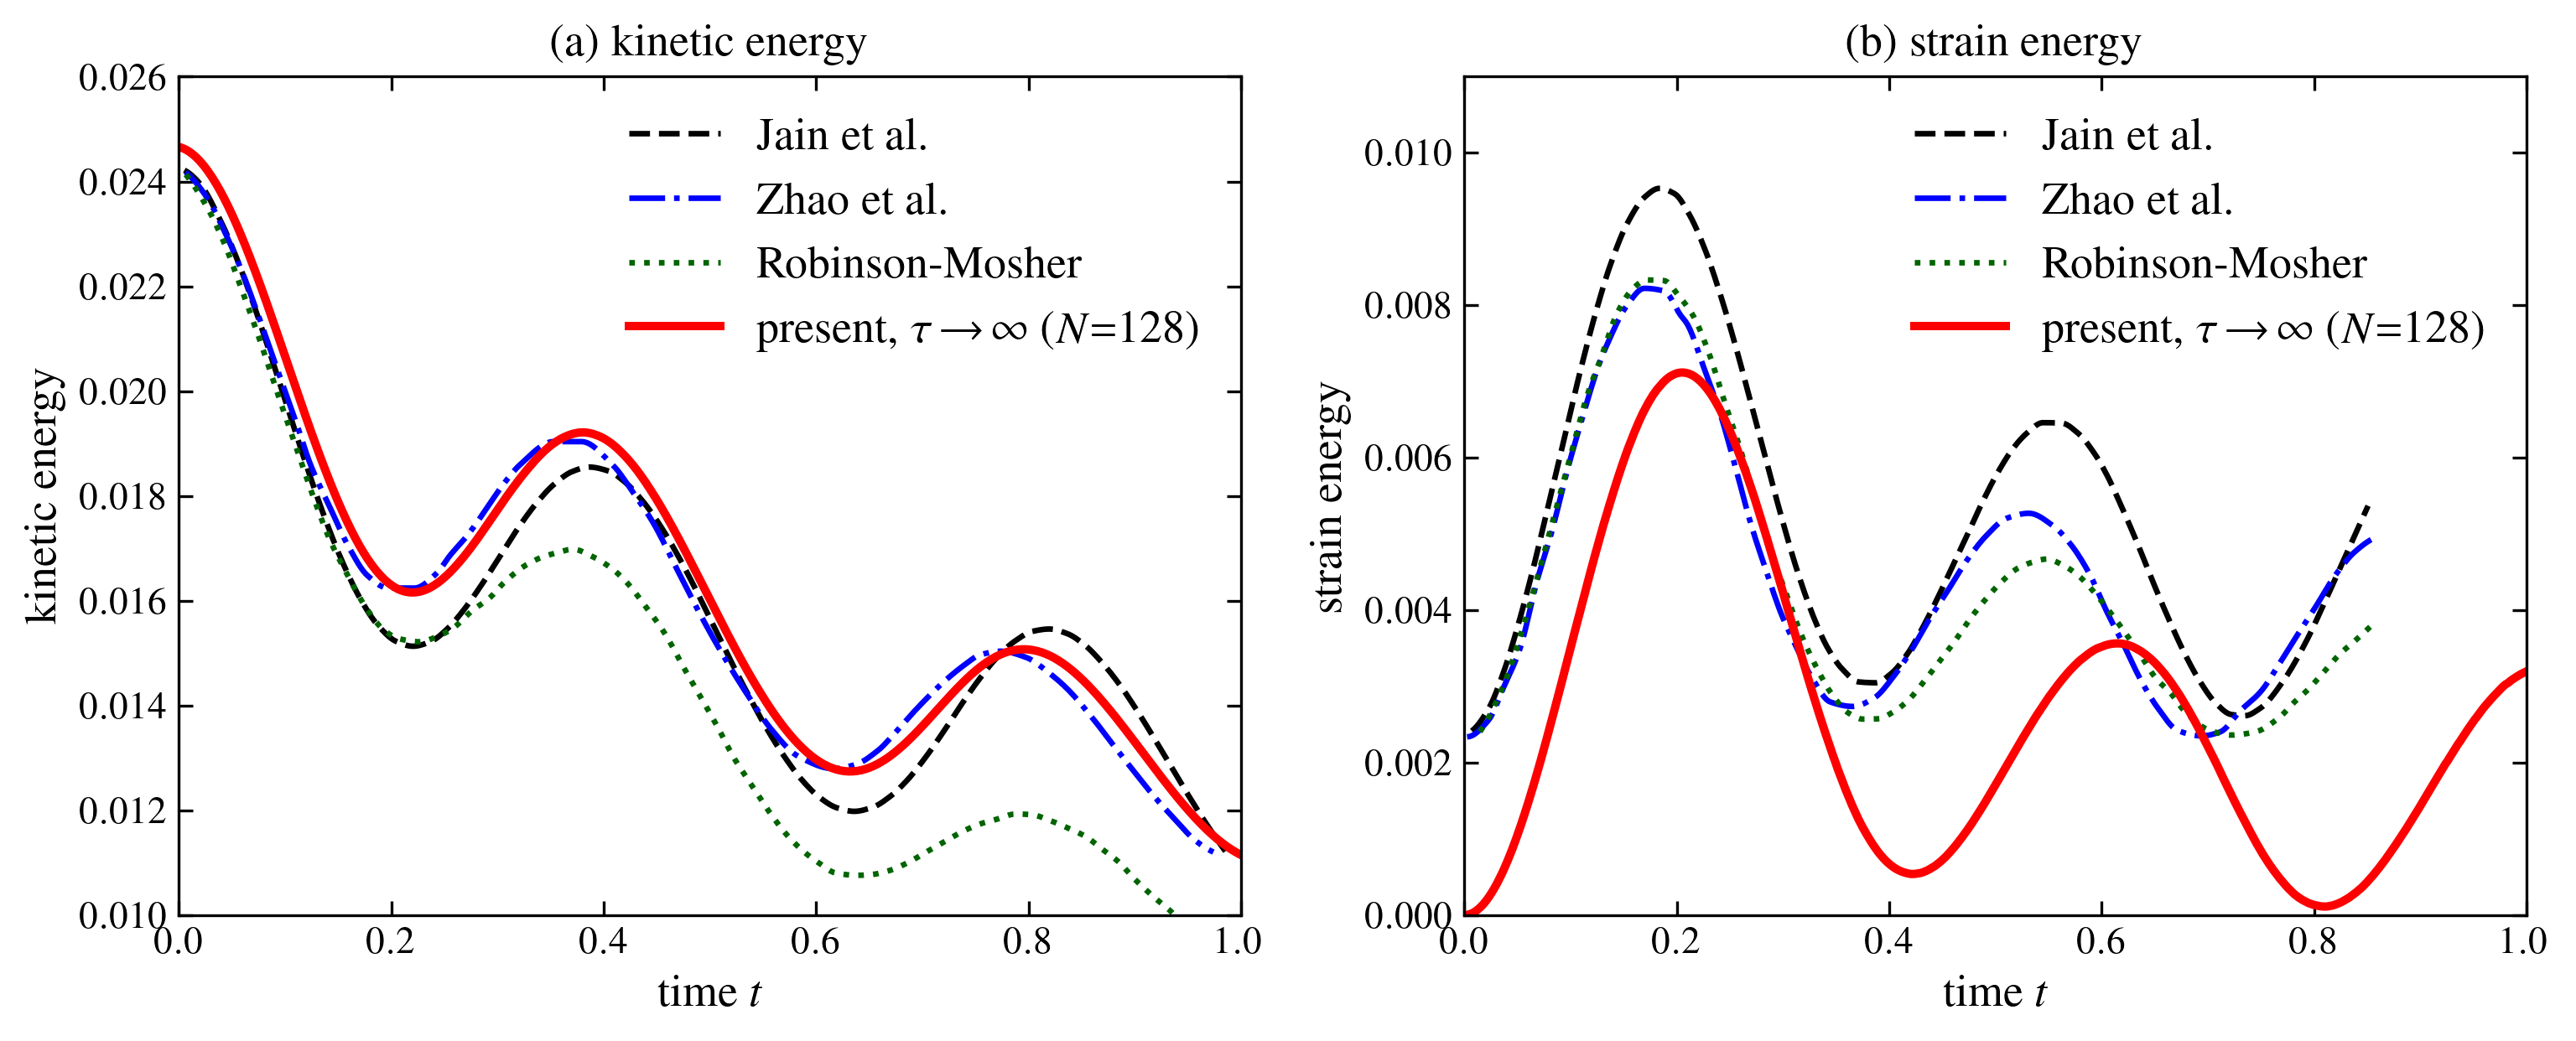 (a) kinetic energy
0.026
0.024
0.022
0.020
0.018
0.016
0.014
0.012
0.010
kinetic energy
Jain et al.
Zhao et al.
Robinson-Mosher
present, τ→∞ (N=128)
0.0
0.2
0.4
0.6
0.8
1.0
time t
(b) strain energy
0.010
0.008
0.006
0.004
0.002
0.000
strain energy
Jain et al.
Zhao et al.
Robinson-Mosher
present, τ→∞ (N=128)
0.0
0.2
0.4
0.6
0.8
1.0
time t